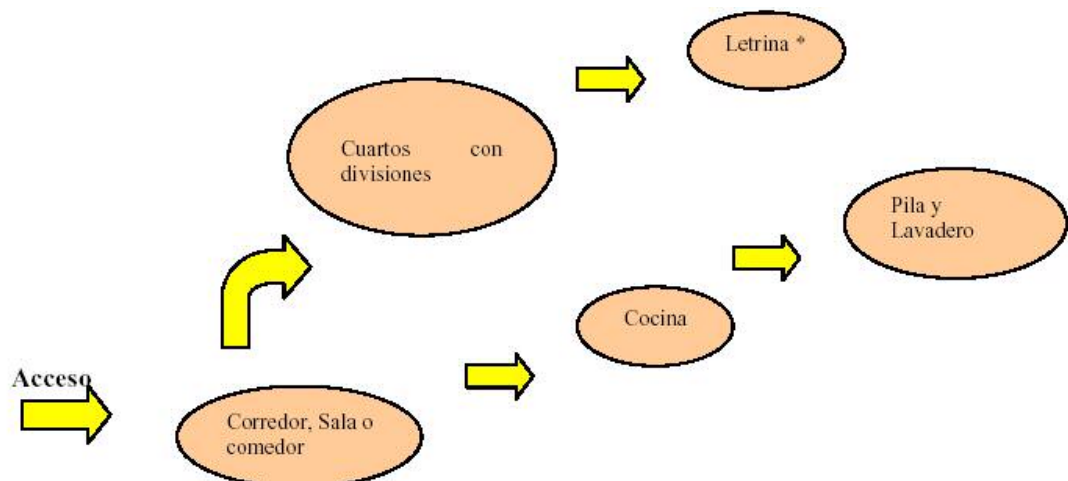 Letrina *
Cuartos con
divisiones
Pila y
Lavadero
Cocina
Acceso
Corredor, Sala o
comedor